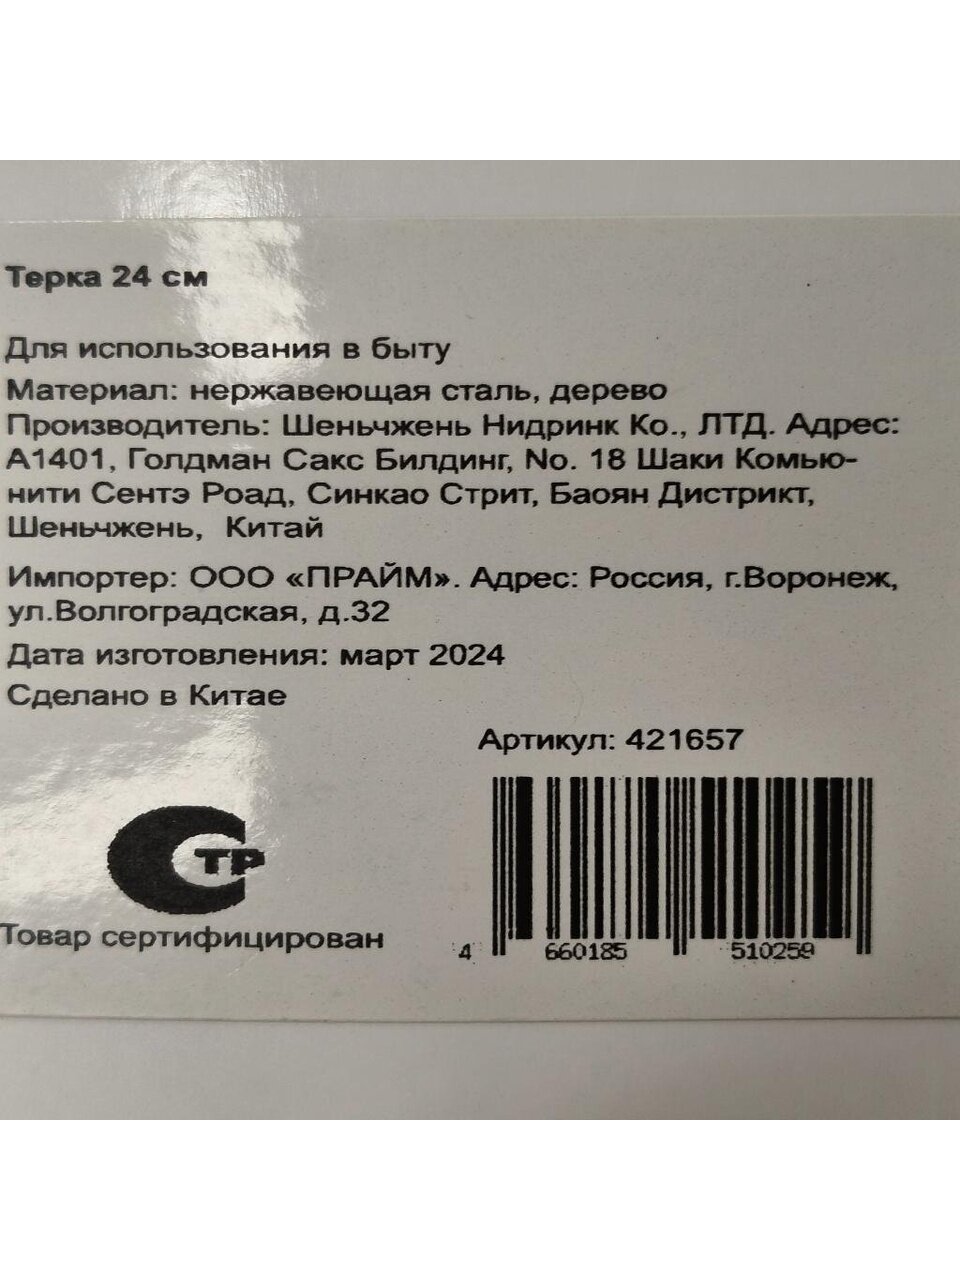 Терка 24 см
Для использования в быту
Материал: нержавеющая сталь, дерево
Производитель: Шеньчжень Нидринк Ко., ЛТД. Адрес:
А1401, Голдман Сакс Билдинг, No. 18 Шаки Комью-
нити Сентэ Роад, Синкао Стрит, Баоян Дистрикт,
Шеньчжень, Китай
Импортер: ООО «ПРАЙМ». Адрес: Россия, г.Воронеж,
ул.Волгоградская, д.32
Дата изготовления: март 2024
Сделано в Китае
Артикул: 421657
СТР
Товар сертифицирован
4 660185 510259